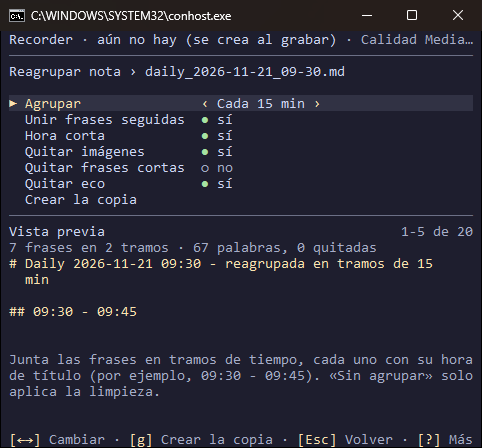 C:\WINDOWS\SYSTEM32\conhost.exe
Recorder · aún no hay (se crea al grabar) · Calidad Media…
Reagrupar nota › daily_2026-11-21_09-30.md
► Agrupar ‹ Cada 15 min ›
Unir frases seguidas ● sí
Hora corta ● sí
Quitar imágenes ● sí
Quitar frases cortas ○ no
Quitar eco ● sí
Crear la copia
Vista previa 1-5 de 20
7 frases en 2 tramos · 67 palabras, 0 quitadas
# Daily 2026-11-21 09:30 - reagrupada en tramos de 15
min
## 09:30 - 09:45
Junta las frases en tramos de tiempo, cada uno con su hora
de título (por ejemplo, 09:30 - 09:45). «Sin agrupar» solo
aplica la limpieza.
[↔] Cambiar · [g] Crear la copia · [Esc] Volver · [?] Más